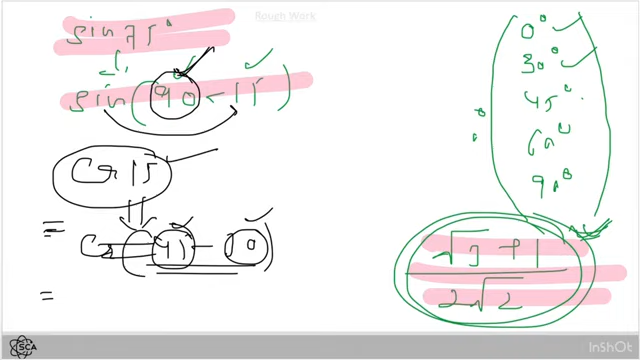 Rough Work
sin 75°
sin(90-15)
Cos 15
= Cos(45-30)
=
0°
30°
45°
60°
90°
√3+1
2√2
SCA
InShOt